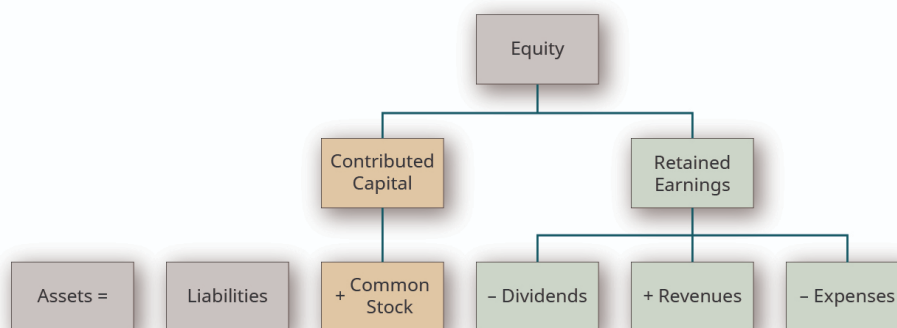 Equity
Contributed
Capital
Retained
Earnings
Assets =
Liabilities
+ Common
Stock
– Dividends
+ Revenues
– Expenses